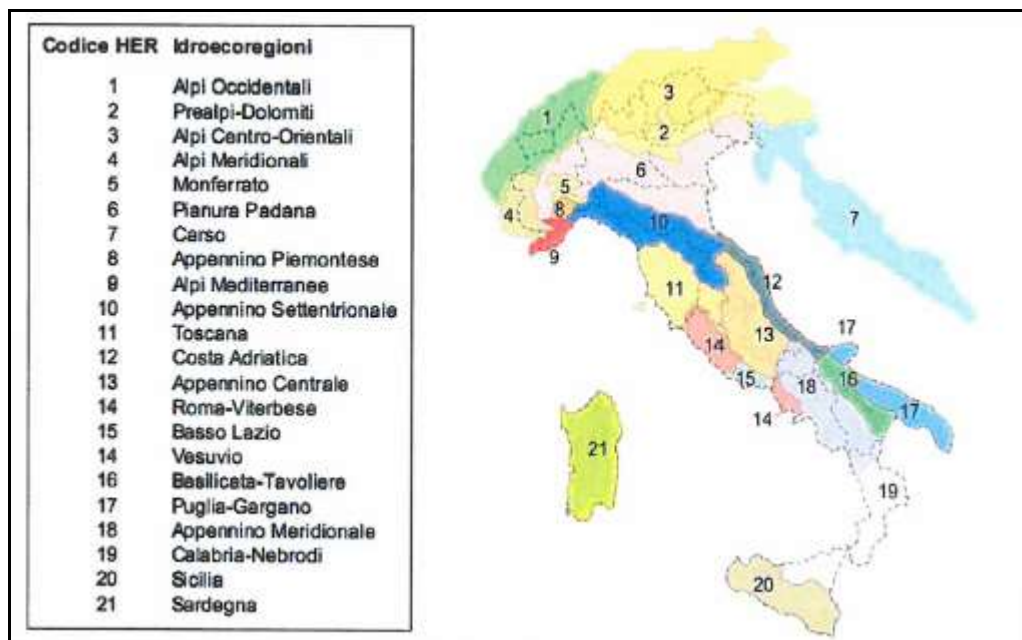 Codice HER Idroecoregioni
1 Alpi Occidentali
2 Prealpi-Dolomiti
3 Alpi Centro-Orientali
4 Alpi Meridionali
5 Monferrato
6 Pianura Padana
7 Carso
8 Appennino Piemontese
9 Alpi Mediterranee
10 Appennino Settentrionale
11 Toscana
12 Costa Adriatica
13 Appennino Centrale
14 Roma-Viterbese
15 Basso Lazio
14 Vesuvio
16 Basilicata-Tavoliere
17 Puglia-Gargano
18 Appennino Meridionale
19 Calabria-Nebrodi
20 Sicilia
21 Sardegna
3
1
2
6
5
4
8
9
10
7
11
12
13
14
17
15
18
16
14
17
21
19
20